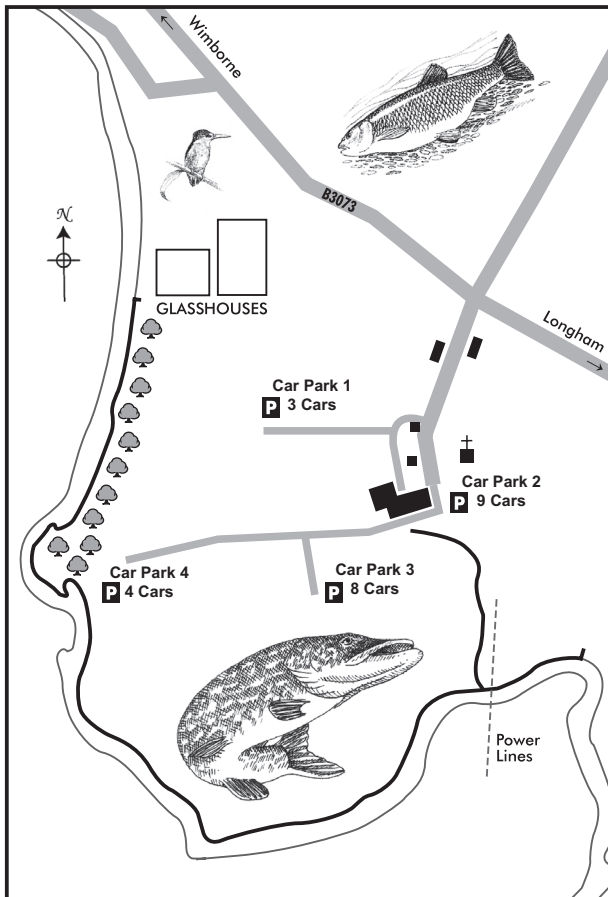 Wimborne
B3073
N
GLASSHOUSES
Longham
Car Park 1
P 3 Cars
Car Park 2
P 9 Cars
Car Park 4
P 4 Cars
Car Park 3
P 8 Cars
Power
Lines